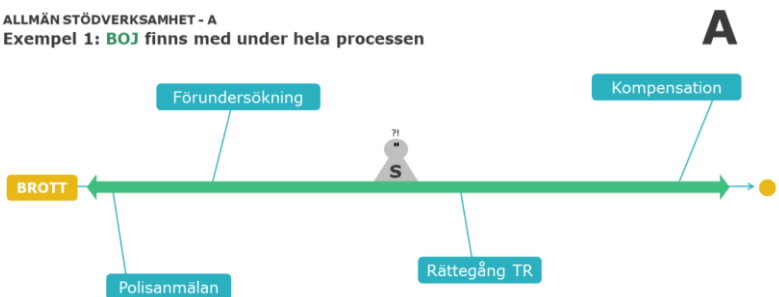 ALLMÄN STÖDVERKSAMHET - A
Exempel 1: BOJ finns med under hela processen
A
Förundersökning
Kompensation
?!
"
S
BROTT
Rättegång TR
Polisanmälan